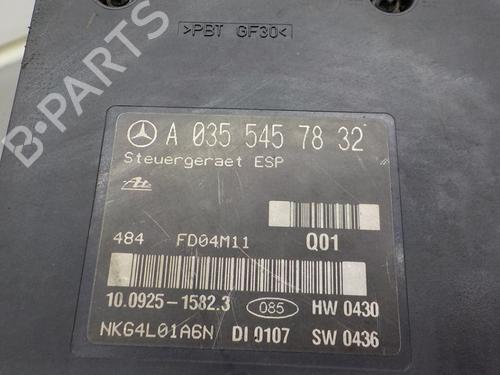 >PBT GF30<
B-PARTS
A 035 545 78 32
Steuergeraet ESP
484 FD04M11 Q01
10.0925-1582.3 085 HW 0430
NKG4L01A6N DI 0107 SW 0436